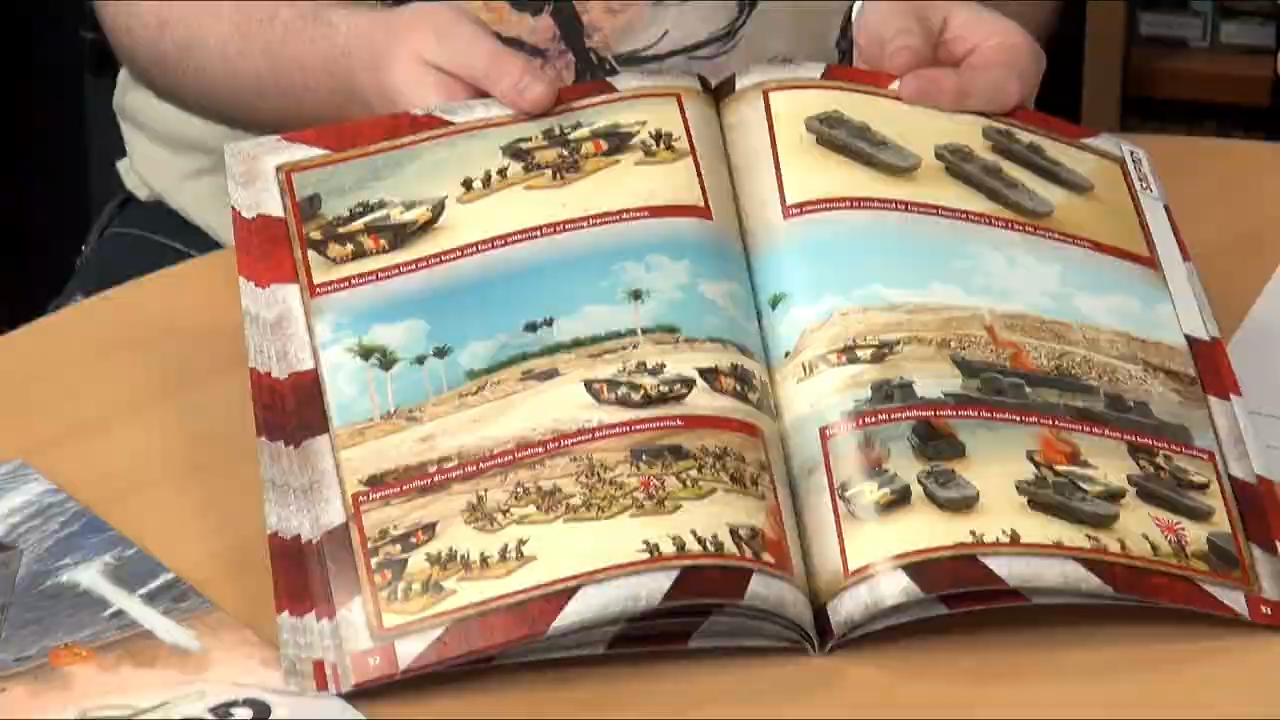 American Marine forces land on the beach and face the withering fire of strong Japanese defence.
The counterattack is reinforced by Japanese Imperial Navy's Type 2 Ka-Mi amphibious tanks.
As Japanese artillery disrupts the American landing, the Japanese defenders counterattack.
The Type 2 Ka-Mi amphibious tanks strike the landing craft and Amtracs in the flank and hold back the landing.